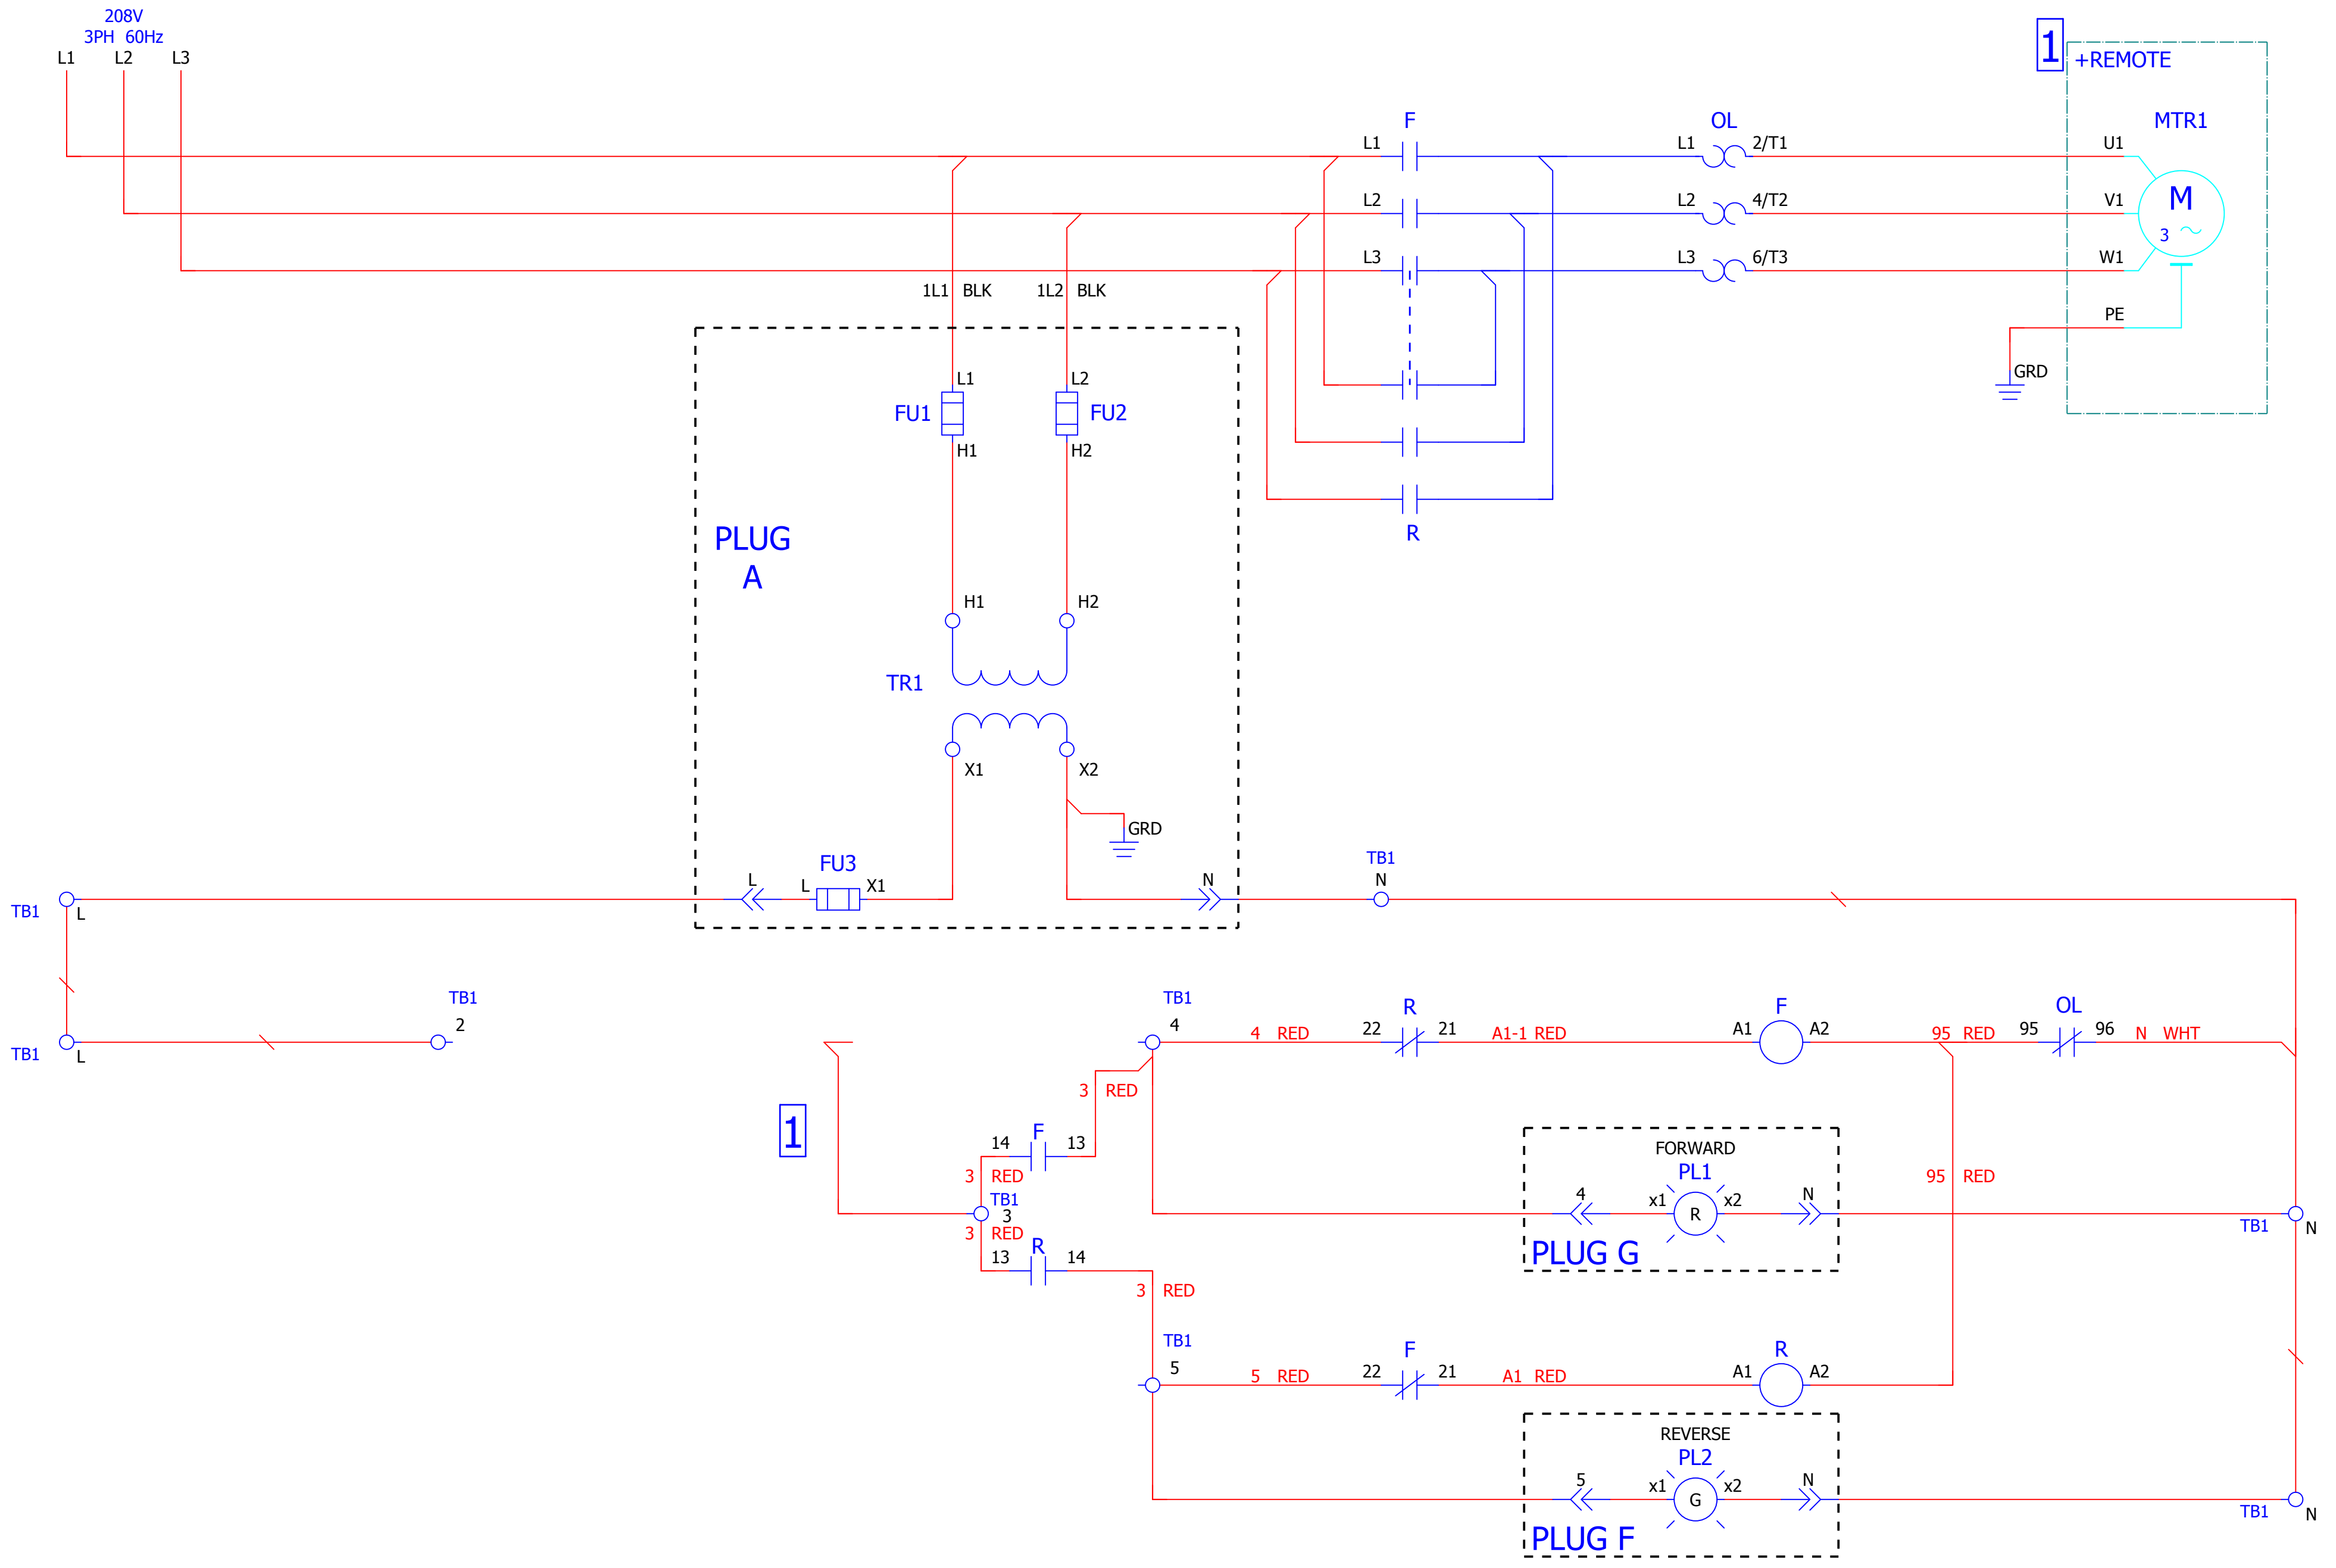 208V
3PH 60Hz
L1 L2 L3
1
+REMOTE
F
OL
MTR1
L1
L1 2/T1
U1
L2
L2 4/T2
V1
M
3
L3
L3 6/T3
W1
1L1 BLK
1L2 BLK
PE
GRD
L1
L2
FU1
FU2
H1
H2
PLUG
A
R
H1
H2
TR1
X1
X2
GRD
FU3
L
L
X1
N
TB1
N
TB1
L
TB1
2
TB1
L
TB1
4
4 RED
R
22
21
A1-1 RED
F
A1
A2
95 RED
OL
95
96
N WHT
3 RED
1
14
F
13
3 RED
TB1
3
3 RED
13
R
14
3 RED
FORWARD
PL1
4
x1
R
x2
N
PLUG G
95 RED
TB1
N
TB1
5
5 RED
F
22
21
A1 RED
R
A1
A2
REVERSE
PL2
5
x1
G
x2
N
PLUG F
TB1
N